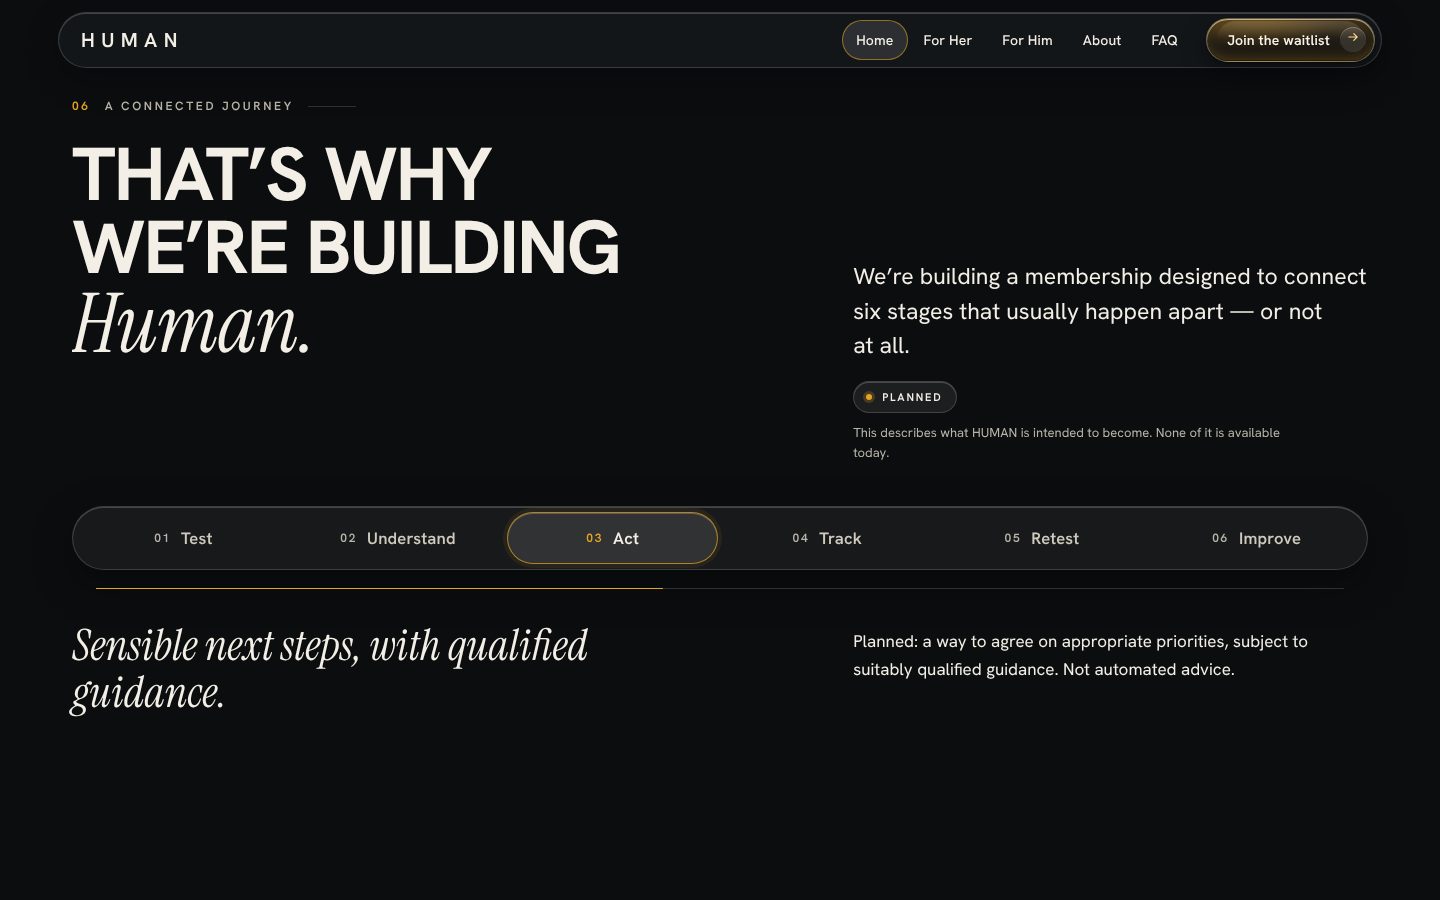 HUMAN
Home
For Her
For Him
About
FAQ
Join the waitlist →
06 A CONNECTED JOURNEY
THAT’S WHY
WE’RE BUILDING
Human.
We’re building a membership designed to connect
six stages that usually happen apart — or not
at all.
PLANNED
This describes what HUMAN is intended to become. None of it is available
today.
01 Test
02 Understand
03 Act
04 Track
05 Retest
06 Improve
Sensible next steps, with qualified
guidance.
Planned: a way to agree on appropriate priorities, subject to
suitably qualified guidance. Not automated advice.